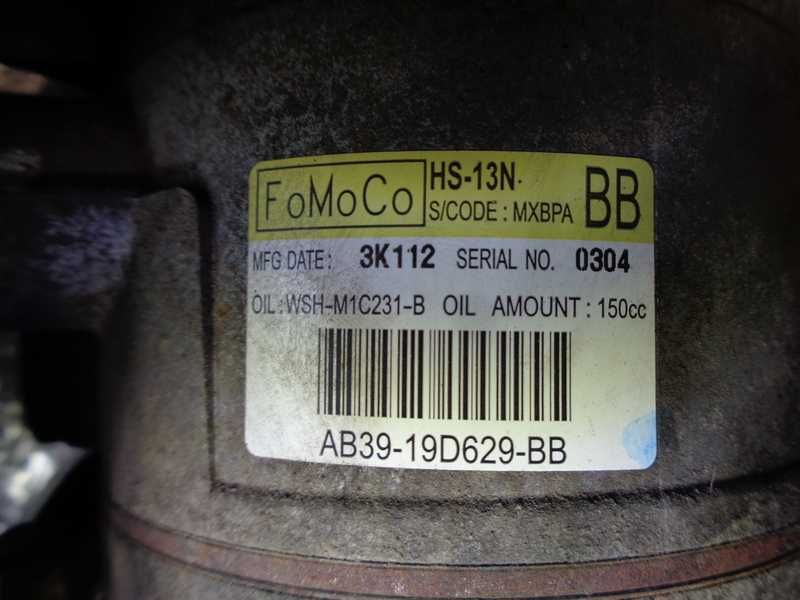 FoMoCo HS-13N BB
S/CODE : MXBPA
MFG DATE: 3K112 SERIAL NO. 0304
OIL : WSH-M1C231-B OIL AMOUNT : 150cc
AB39-19D629-BB